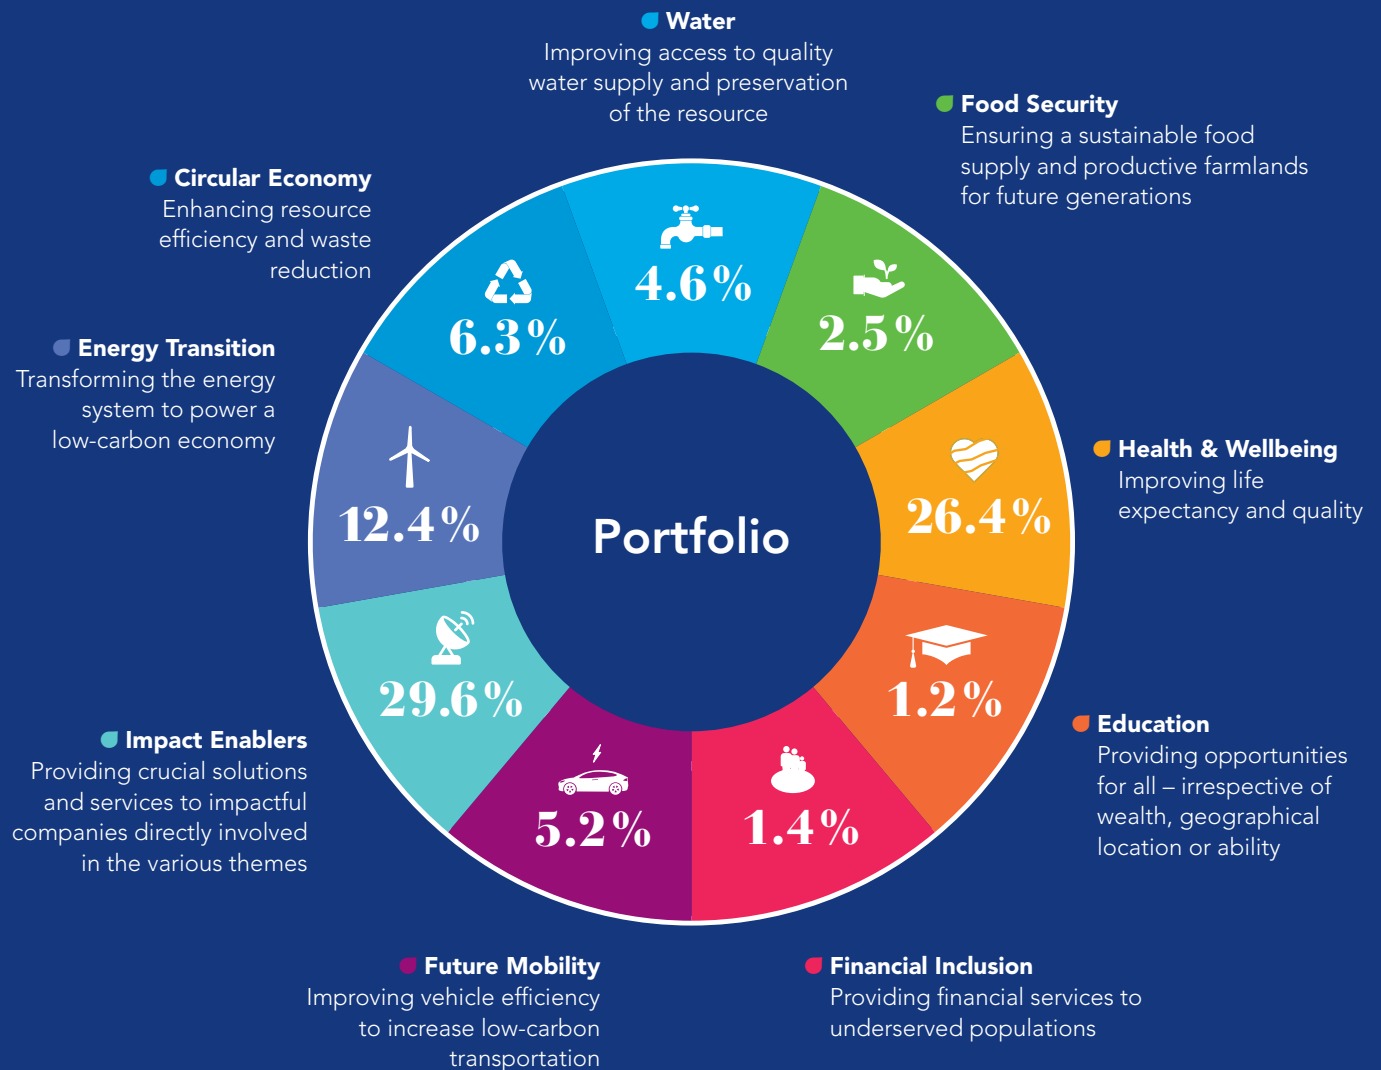 Water
Improving access to quality
water supply and preservation
of the resource
Food Security
Ensuring a sustainable food
supply and productive farmlands
for future generations
Circular Economy
Enhancing resource
efficiency and waste
reduction
4.6%
6.3%
2.5%
Energy Transition
Transforming the energy
system to power a
low-carbon economy
Health & Wellbeing
Improving life
expectancy and quality
12.4%
Portfolio
26.4%
29.6%
1.2%
Impact Enablers
Providing crucial solutions
and services to impactful
companies directly involved
in the various themes
Education
Providing opportunities
for all – irrespective of
wealth, geographical
location or ability
5.2%
1.4%
Future Mobility
Improving vehicle efficiency
to increase low-carbon
transportation
Financial Inclusion
Providing financial services to
underserved populations